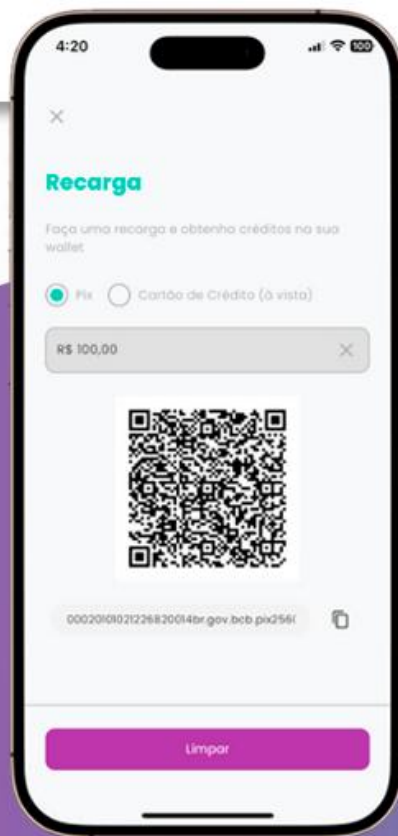 4:20
100
Recarga
Faça uma recarga e obtenha créditos na sua
wallet
Pix
Cartão de Crédito (à vista)
R$ 100,00
00020101021226820014br.gov.bcb.pix256(
Limpar